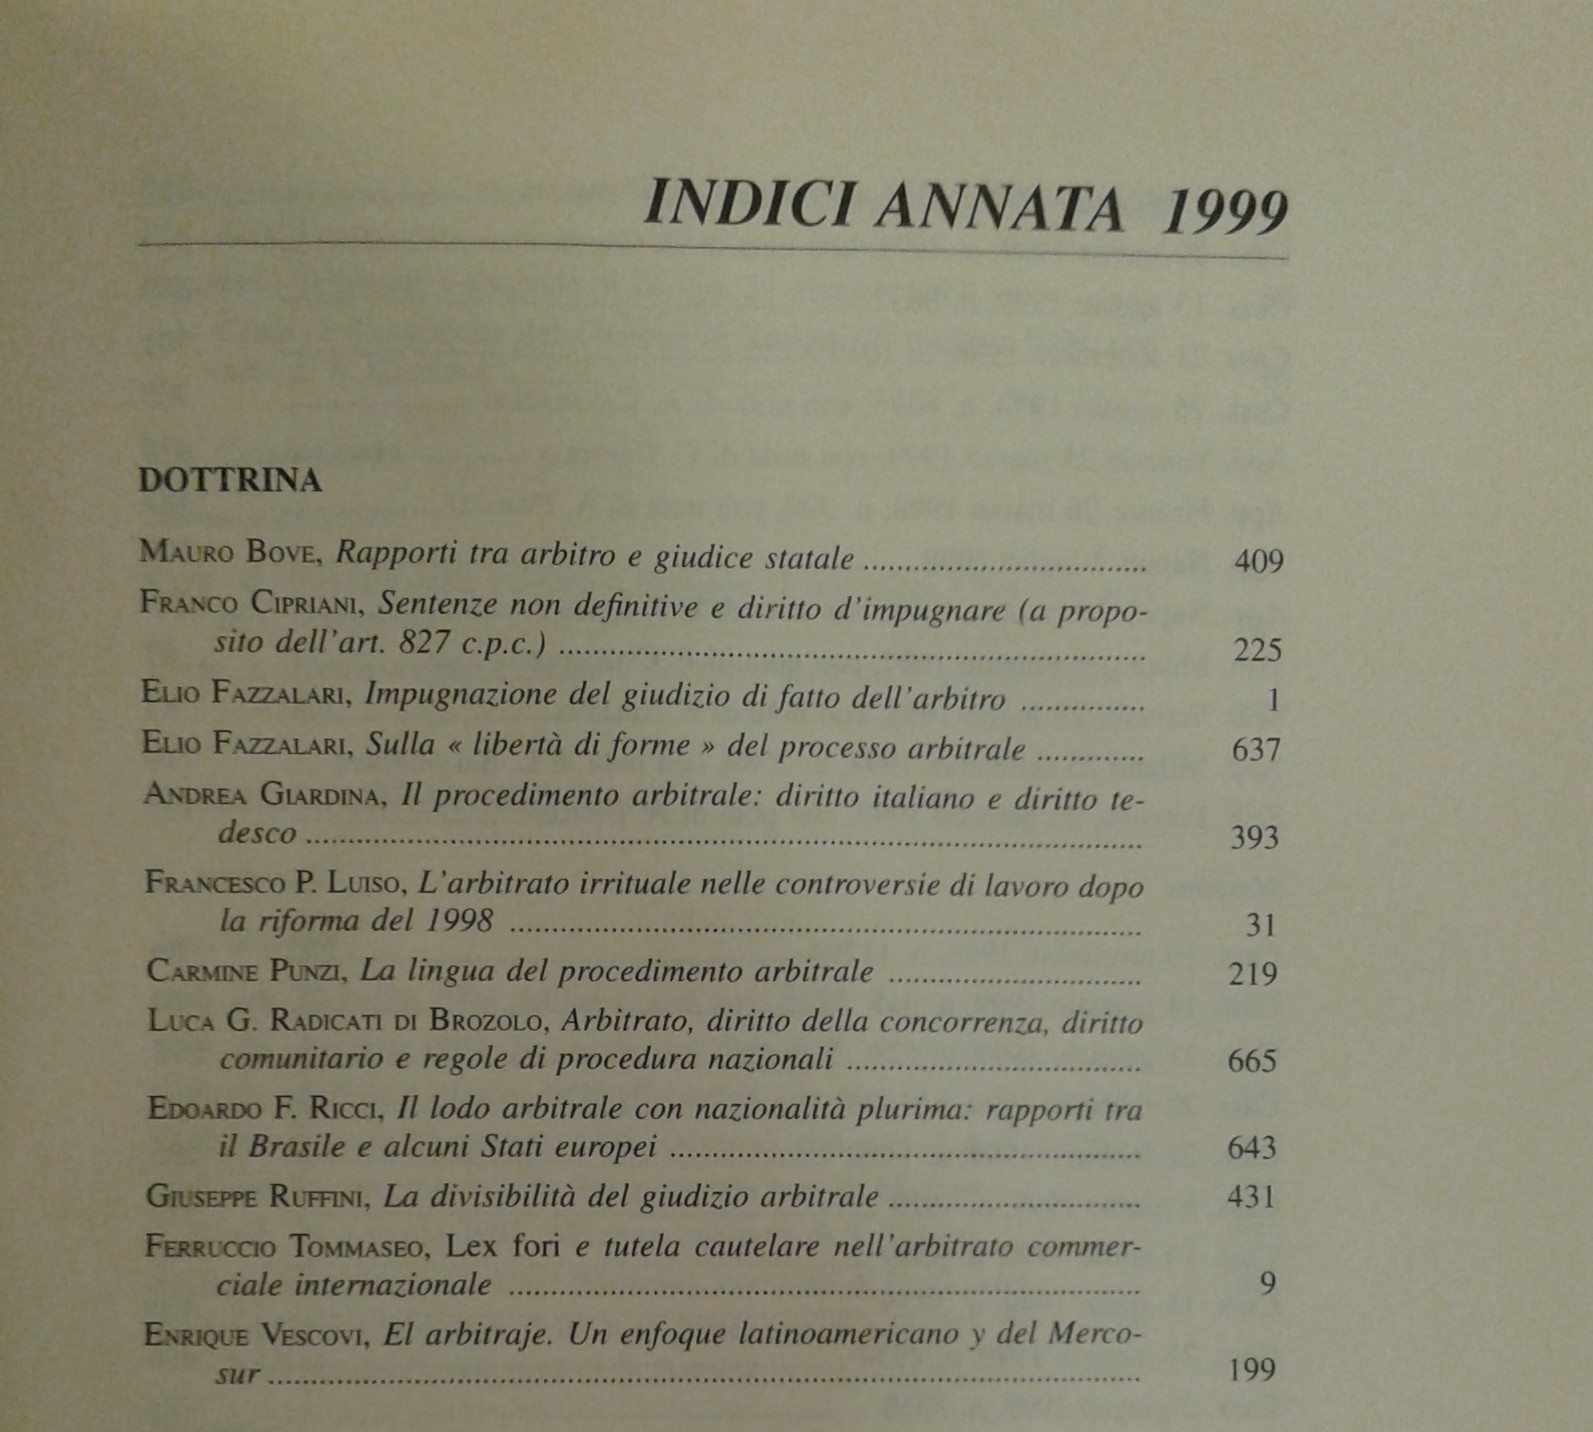 INDICI ANNATA 1999
DOTTRINA
MAURO BOVE, Rapporti tra arbitro e giudice statale .................................. 409
FRANCO CIPRIANI, Sentenze non definitive e diritto d'impugnare (a propo-
sito dell'art. 827 c.p.c.) ...................................................................... 225
ELIO FAZZALARI, Impugnazione del giudizio di fatto dell'arbitro ............... 1
ELIO FAZZALARI, Sulla « libertà di forme » del processo arbitrale ............. 637
ANDREA GIARDINA, Il procedimento arbitrale: diritto italiano e diritto te-
desco .................................................................................................... 393
FRANCESCO P. LUISO, L'arbitrato irrituale nelle controversie di lavoro dopo
la riforma del 1998 ........................................................................... 31
CARMINE PUNZI, La lingua del procedimento arbitrale .............................. 219
LUCA G. RADICATI DI BROZOLO, Arbitrato, diritto della concorrenza, diritto
comunitario e regole di procedura nazionali ................................... 665
EDOARDO F. RICCI, Il lodo arbitrale con nazionalità plurima: rapporti tra
il Brasile e alcuni Stati europei ........................................................ 643
GIUSEPPE RUFFINI, La divisibilità del giudizio arbitrale .............................. 431
FERRUCCIO TOMMASEO, Lex fori e tutela cautelare nell'arbitrato commer-
ciale internazionale ........................................................................... 9
ENRIQUE VESCOVI, El arbitraje. Un enfoque latinoamericano y del Merco-
sur ........................................................................................................ 199